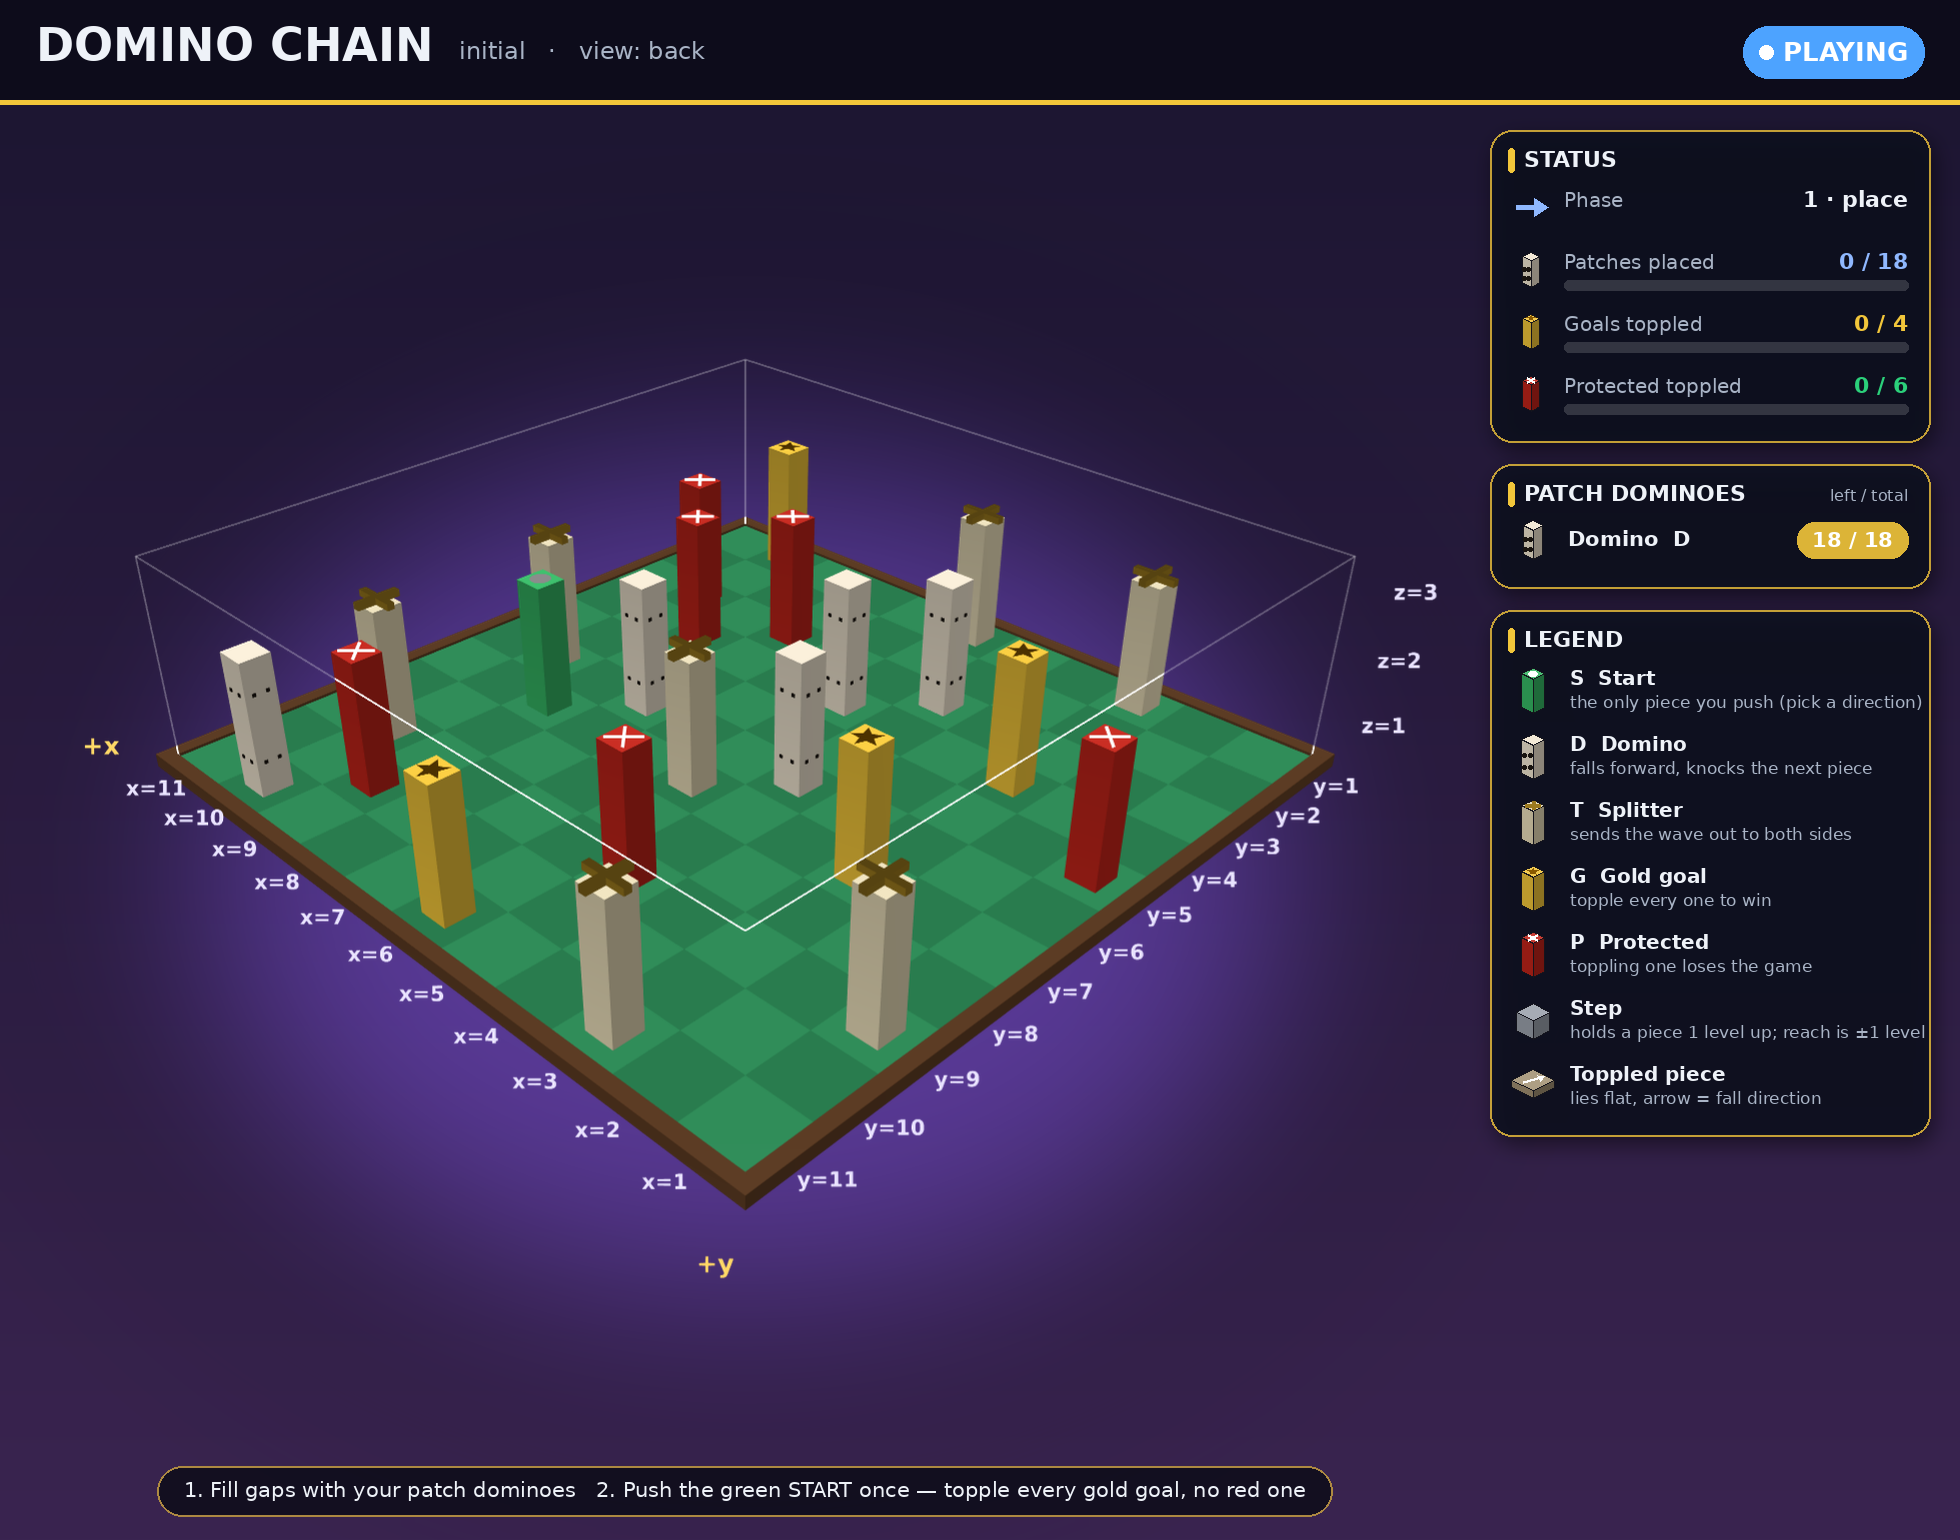 DOMINO CHAIN initial · view: back
PLAYING
STATUS
Phase 1 · place
Patches placed 0 / 18
Goals toppled 0 / 4
Protected toppled 0 / 6
PATCH DOMINOES left / total
Domino D 18 / 18
LEGEND
S Start
the only piece you push (pick a direction)
D Domino
falls forward, knocks the next piece
T Splitter
sends the wave out to both sides
G Gold goal
topple every one to win
P Protected
toppling one loses the game
Step
holds a piece 1 level up; reach is ±1 level
Toppled piece
lies flat, arrow = fall direction
z=3
z=2
z=1
+x
x=11
x=10
x=9
x=8
x=7
x=6
x=5
x=4
x=3
x=2
x=1
y=1
y=2
y=3
y=4
y=5
y=6
y=7
y=8
y=9
y=10
y=11
+y
1. Fill gaps with your patch dominoes 2. Push the green START once — topple every gold goal, no red one